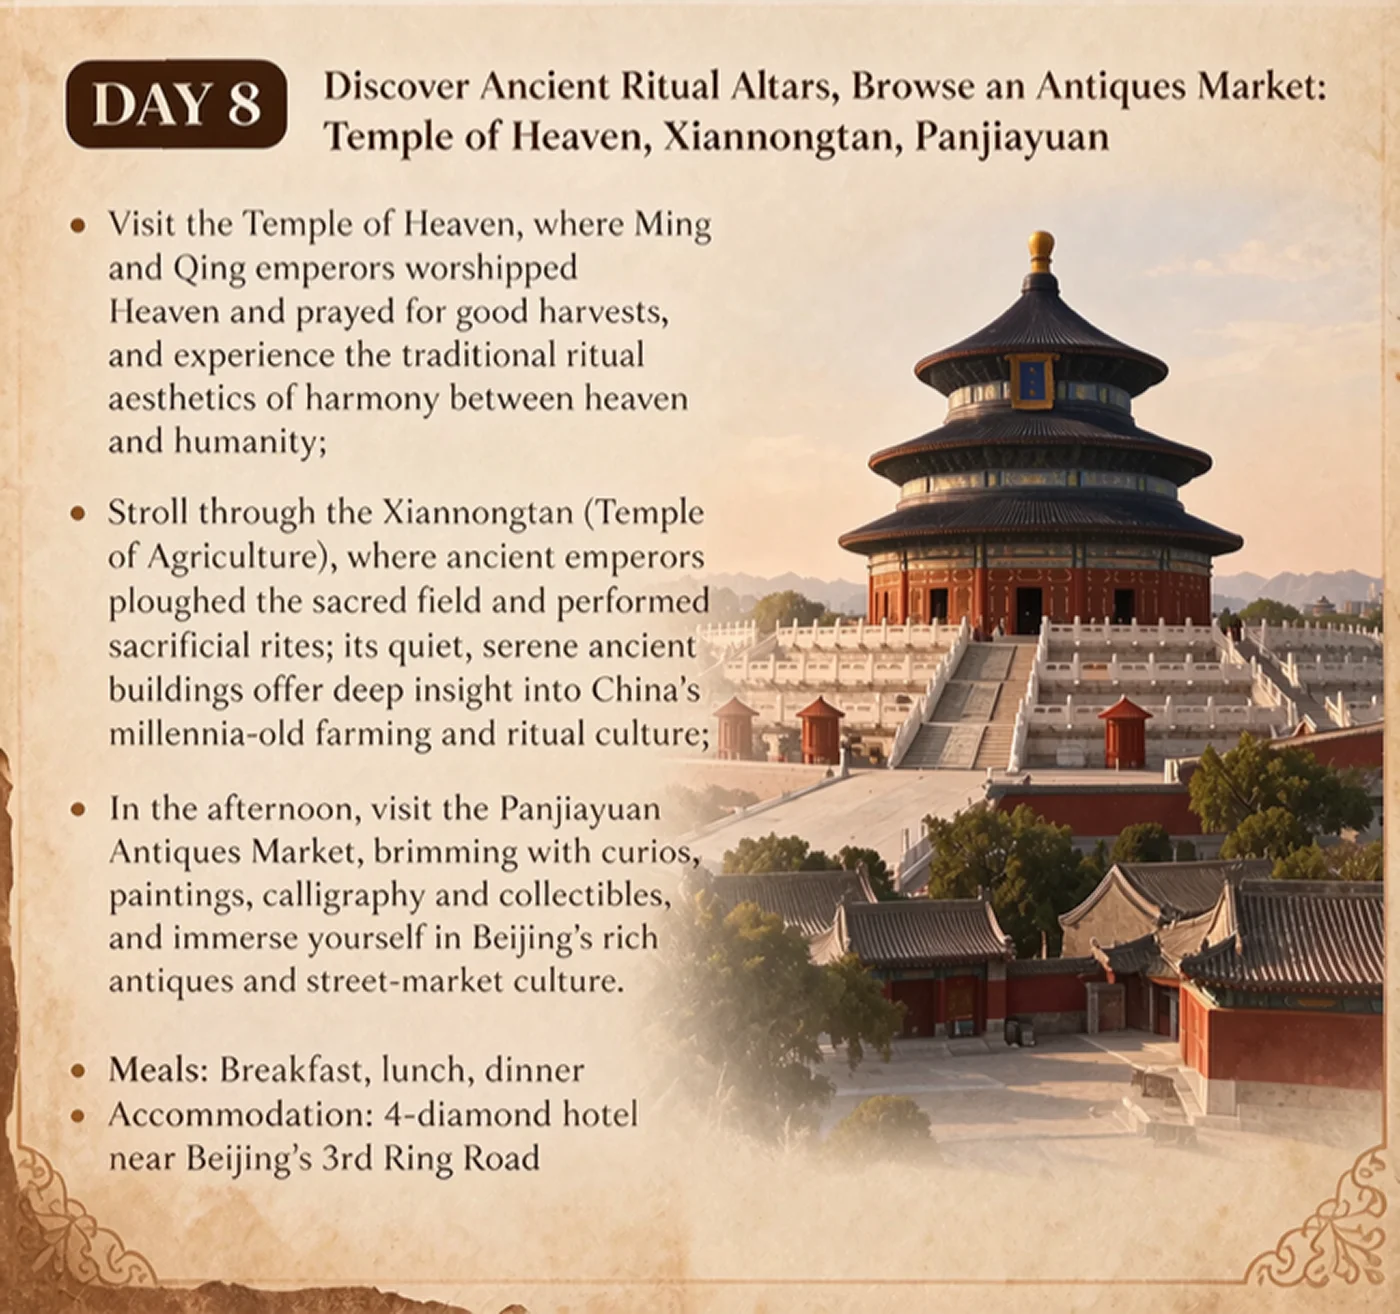 DAY 8
Discover Ancient Ritual Altars, Browse an Antiques Market:
Temple of Heaven, Xiannongtan, Panjiayuan
• Visit the Temple of Heaven, where Ming
and Qing emperors worshipped
Heaven and prayed for good harvests,
and experience the traditional ritual
aesthetics of harmony between heaven
and humanity;
• Stroll through the Xiannongtan (Temple
of Agriculture), where ancient emperors
ploughed the sacred field and performed
sacrificial rites; its quiet, serene ancient
buildings offer deep insight into China’s
millennia-old farming and ritual culture;
• In the afternoon, visit the Panjiayuan
Antiques Market, brimming with curios,
paintings, calligraphy and collectibles,
and immerse yourself in Beijing’s rich
antiques and street-market culture.
• Meals: Breakfast, lunch, dinner
• Accommodation: 4-diamond hotel
near Beijing’s 3rd Ring Road